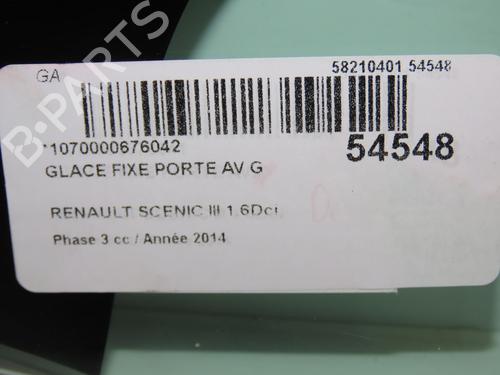 GA
58210401 54548
*1070000676042
54548
GLACE FIXE PORTE AV G
RENAULT SCENIC III 1.6Dci
Phase 3 cc / Année 2014
B-PARTS